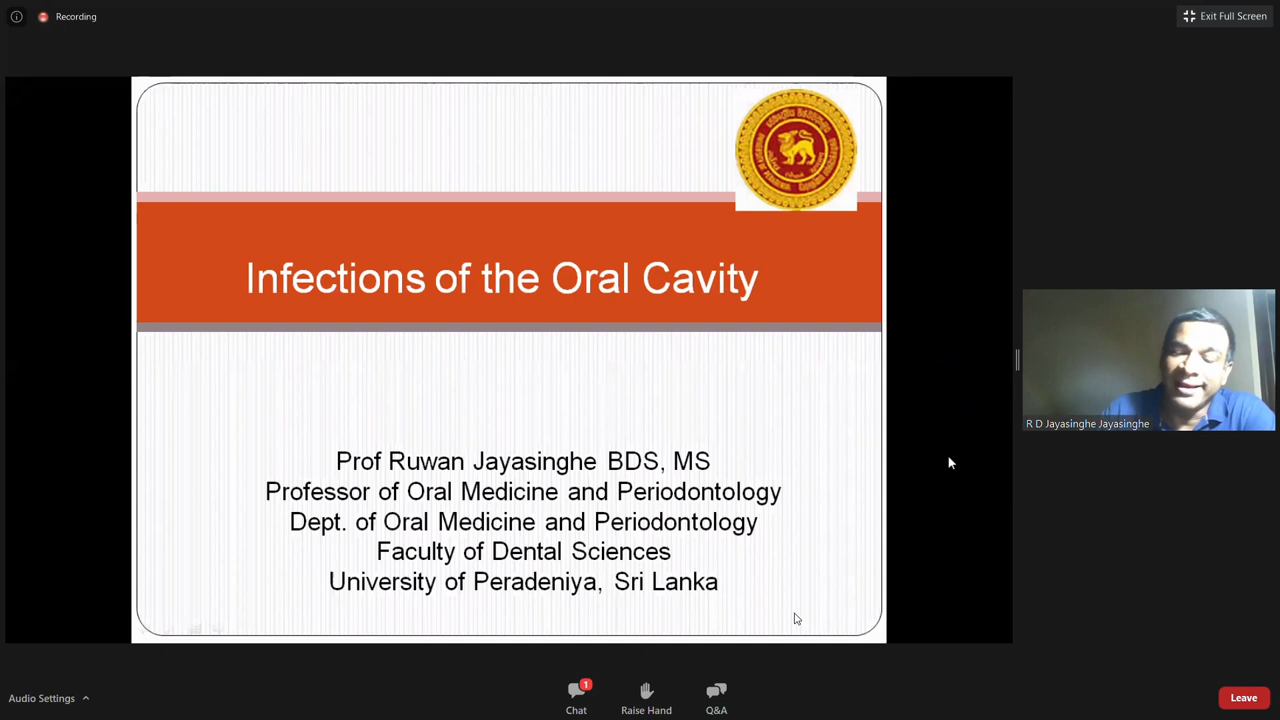 Recording
Exit Full Screen
Infections of the Oral Cavity
Prof Ruwan Jayasinghe BDS, MS
Professor of Oral Medicine and Periodontology
Dept. of Oral Medicine and Periodontology
Faculty of Dental Sciences
University of Peradeniya, Sri Lanka
R D Jayasinghe Jayasinghe
Audio Settings
1
Chat
Raise Hand
Q&A
Leave